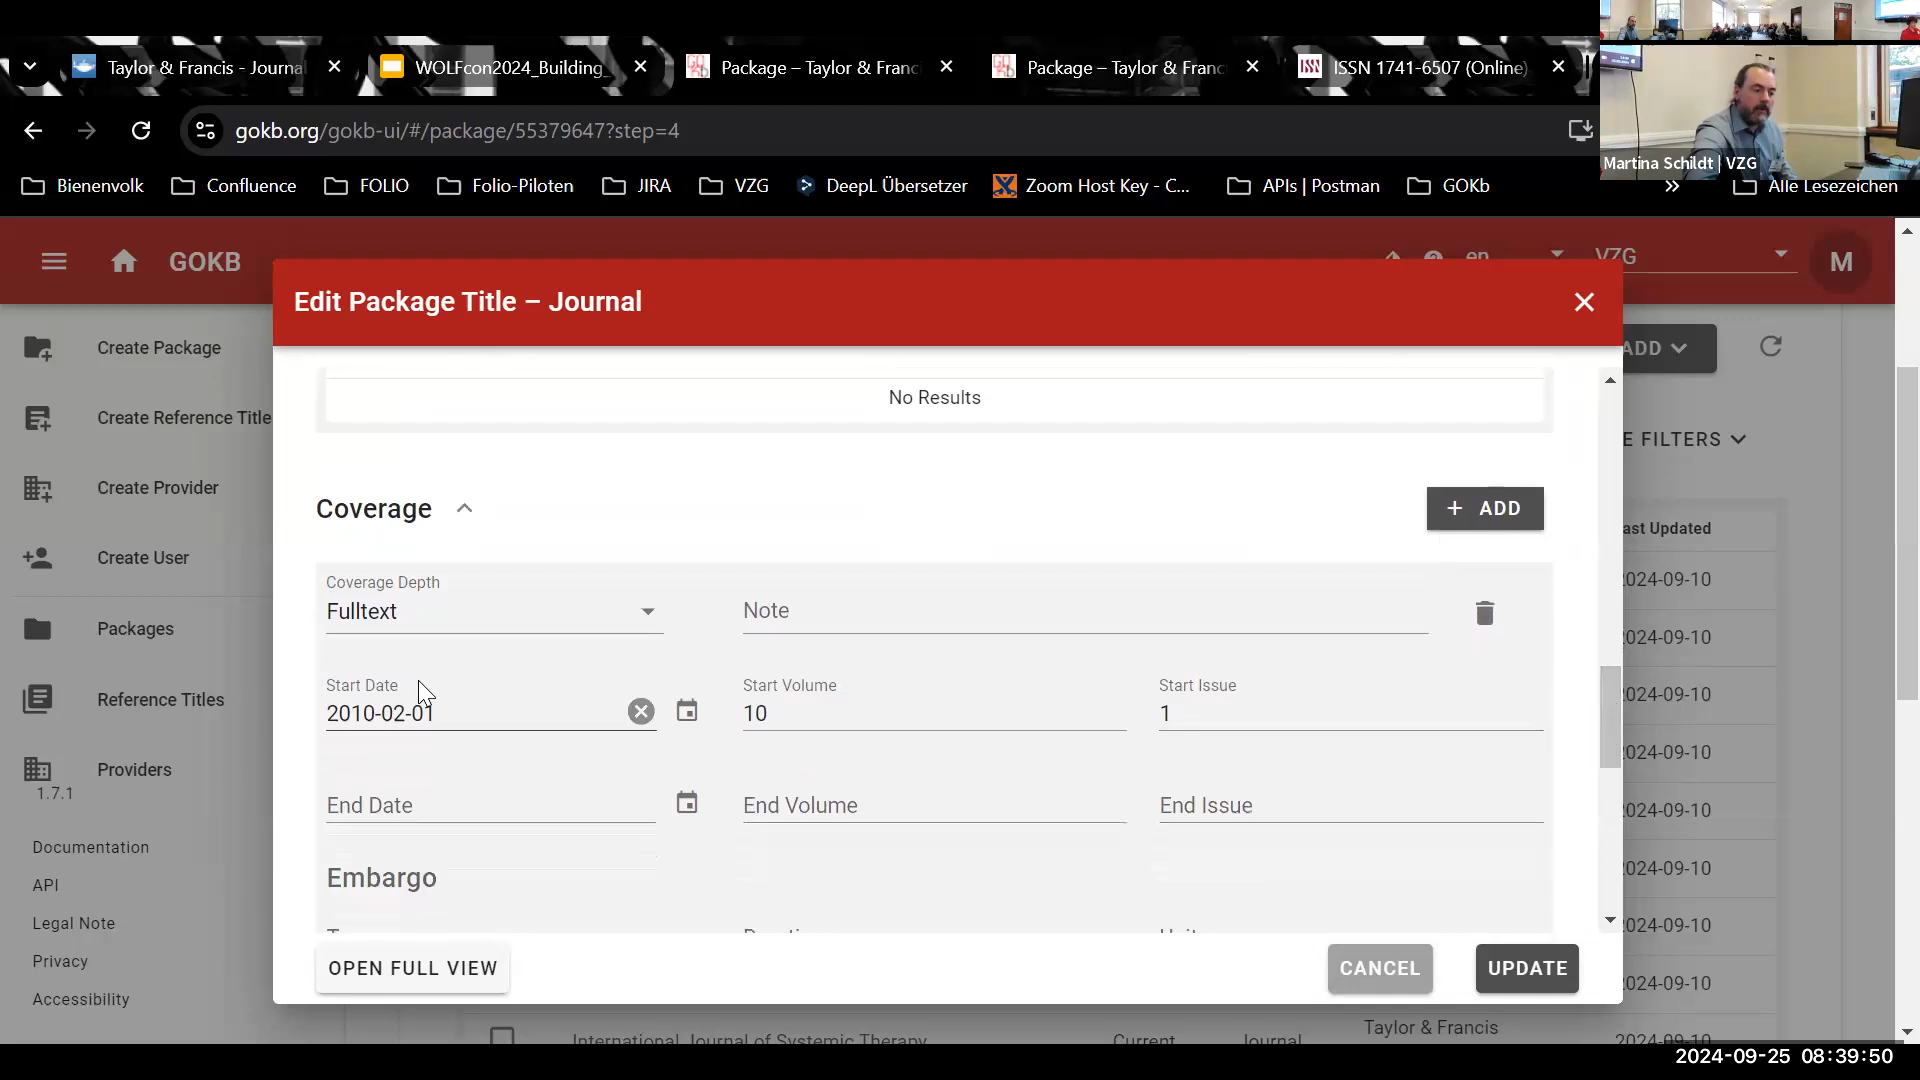 Taylor & Francis - Journal
WOLFcon2024_Building_
Package – Taylor & Franc
Package – Taylor & Franc
ISSN 1741-6507 (Online)
gokb.org/gokb-ui/#/package/55379647?step=4
Martina Schildt | VZG
Bienenvolk
Confluence
FOLIO
Folio-Piloten
JIRA
VZG
DeepL Übersetzer
Zoom Host Key - C...
APIs | Postman
GOKb
»
Alle Lesezeichen
GOKB
en
VZG
M
Edit Package Title – Journal
Create Package
Create Reference Title
Create Provider
Create User
Packages
Reference Titles
Providers
1.7.1
Documentation
API
Legal Note
Privacy
Accessibility
ADD
E FILTERS
ast Updated
2024-09-10
2024-09-10
2024-09-10
2024-09-10
2024-09-10
2024-09-10
2024-09-10
2024-09-10
No Results
Coverage
+ ADD
Coverage Depth
Fulltext
Note
Start Date
2010-02-01
Start Volume
10
Start Issue
1
End Date
End Volume
End Issue
Embargo
OPEN FULL VIEW
CANCEL
UPDATE
International Journal of Systemic Therapy
Current
Journal
Taylor & Francis
2024-09-10
2024-09-25 08:39:50